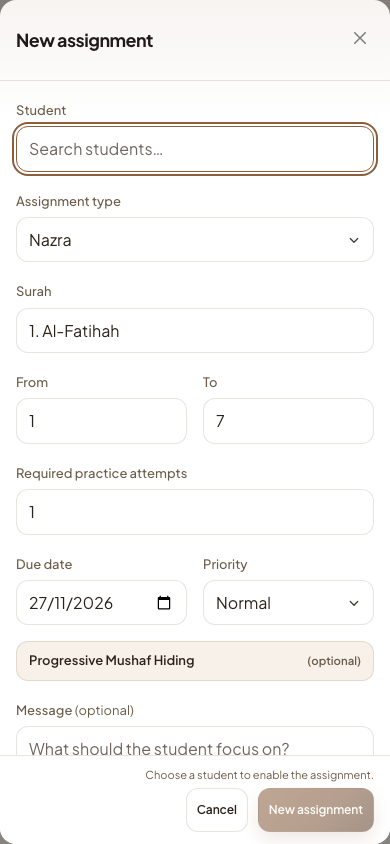 New assignment
Student
Search students...
Assignment type
Nazra
Surah
1. Al-Fatihah
From
To
1
7
Required practice attempts
1
Due date
Priority
27/11/2026
Normal
Progressive Mushaf Hiding
(optional)
Message (optional)
What should the student focus on?
Choose a student to enable the assignment.
Cancel
New assignment